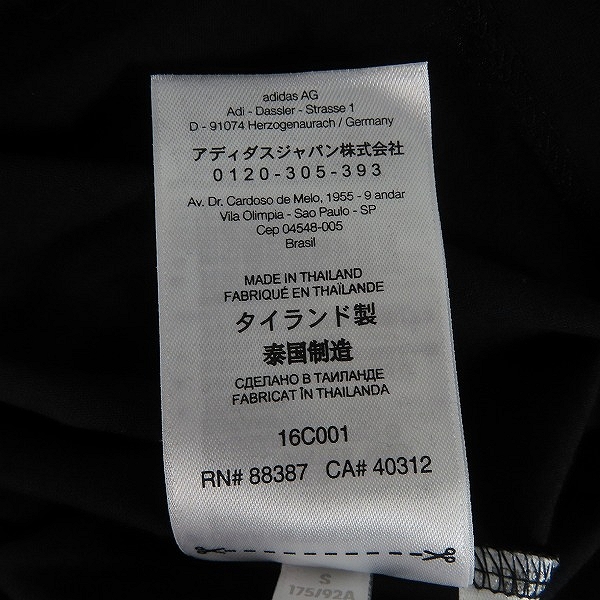 adidas AG
Adi - Dassler - Strasse 1
D - 91074 Herzogenaurach / Germany
アディダスジャパン株式会社
0120-305-393
Av. Dr. Cardoso de Melo, 1955 - 9 andar
Vila Olimpia - Sao Paulo - SP
Cep 04548-005
Brasil
MADE IN THAILAND
FABRIQUÉ EN THAÏLANDE
タイランド製
泰国制造
СДЕЛАНО В ТАИЛАНДЕ
FABRICAT ÎN THAILANDA
16C001
RN# 88387 CA# 40312
S
175/92A